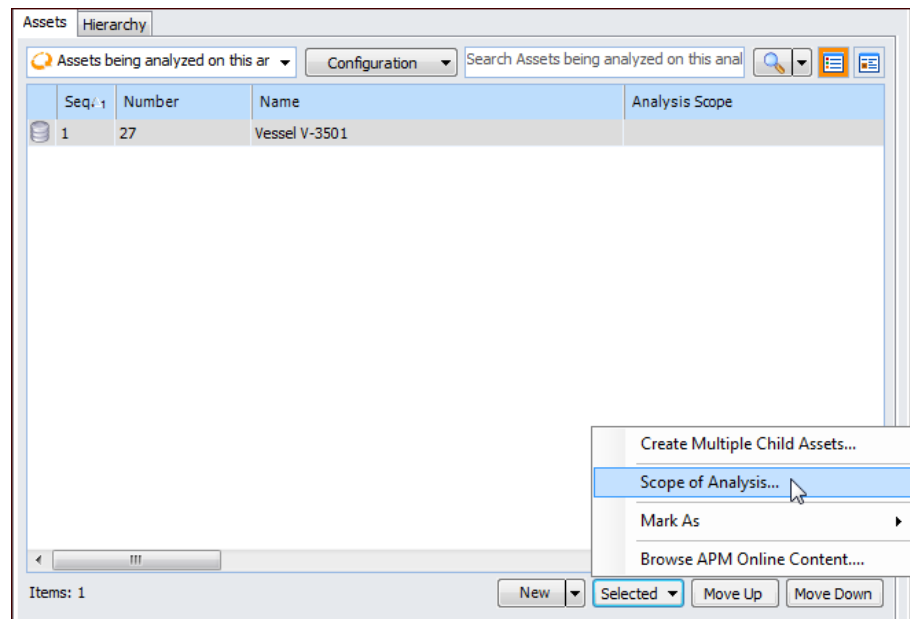 Assets Hierarchy
Assets being analyzed on this ar Configuration Search Assets being analyzed on this anal
Seq. 1 Number Name Analysis Scope
1 27 Vessel V-3501
Create Multiple Child Assets...
Scope of Analysis...
Mark As
Browse APM Online Content....
Items: 1 New Selected Move Up Move Down